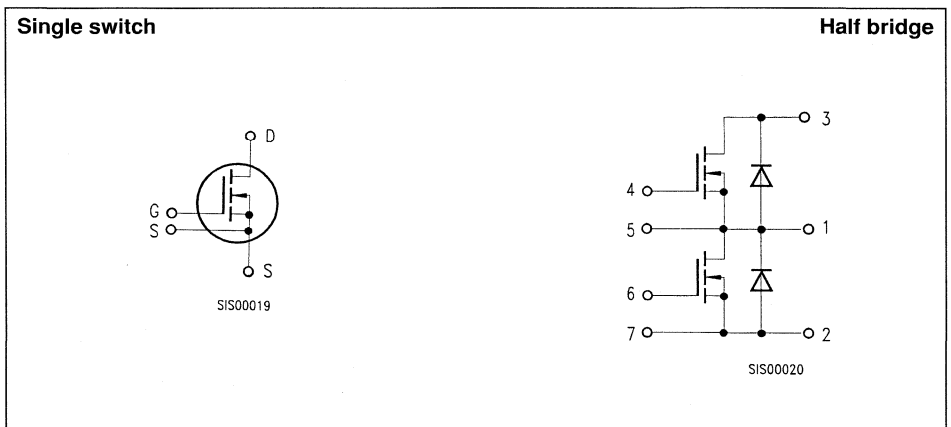 Single switch
Half bridge
D
G
S
S
SIS00019
3
4
5
1
6
7
2
SIS00020